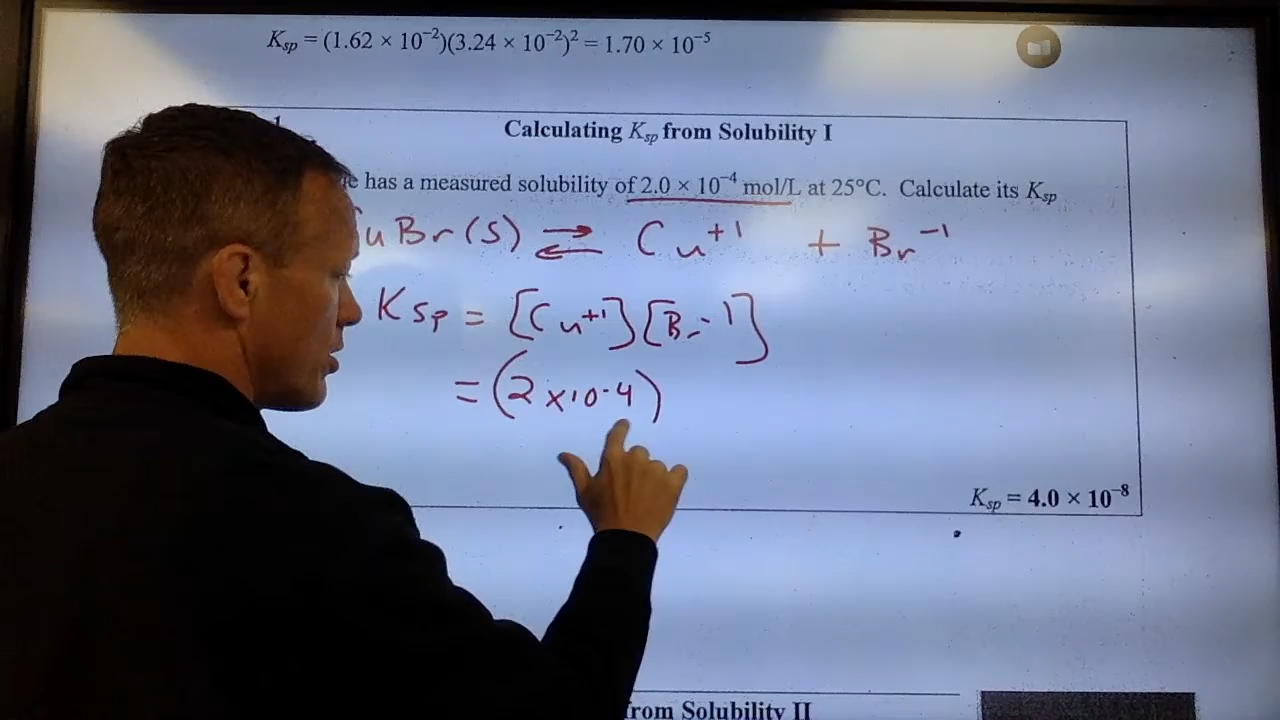 Ksp = (1.62 × 10⁻²)(3.24 × 10⁻²)² = 1.70 × 10⁻⁵
Calculating Ksp from Solubility I
has a measured solubility of 2.0 × 10⁻⁴ mol/L at 25°C. Calculate its Ksp
uBr(s) ⇌ Cu⁺¹ + Br⁻¹
Ksp = [Cu⁺¹][Br⁻¹]
= (2 x10-4)
Ksp = 4.0 × 10⁻⁸
from Solubility II